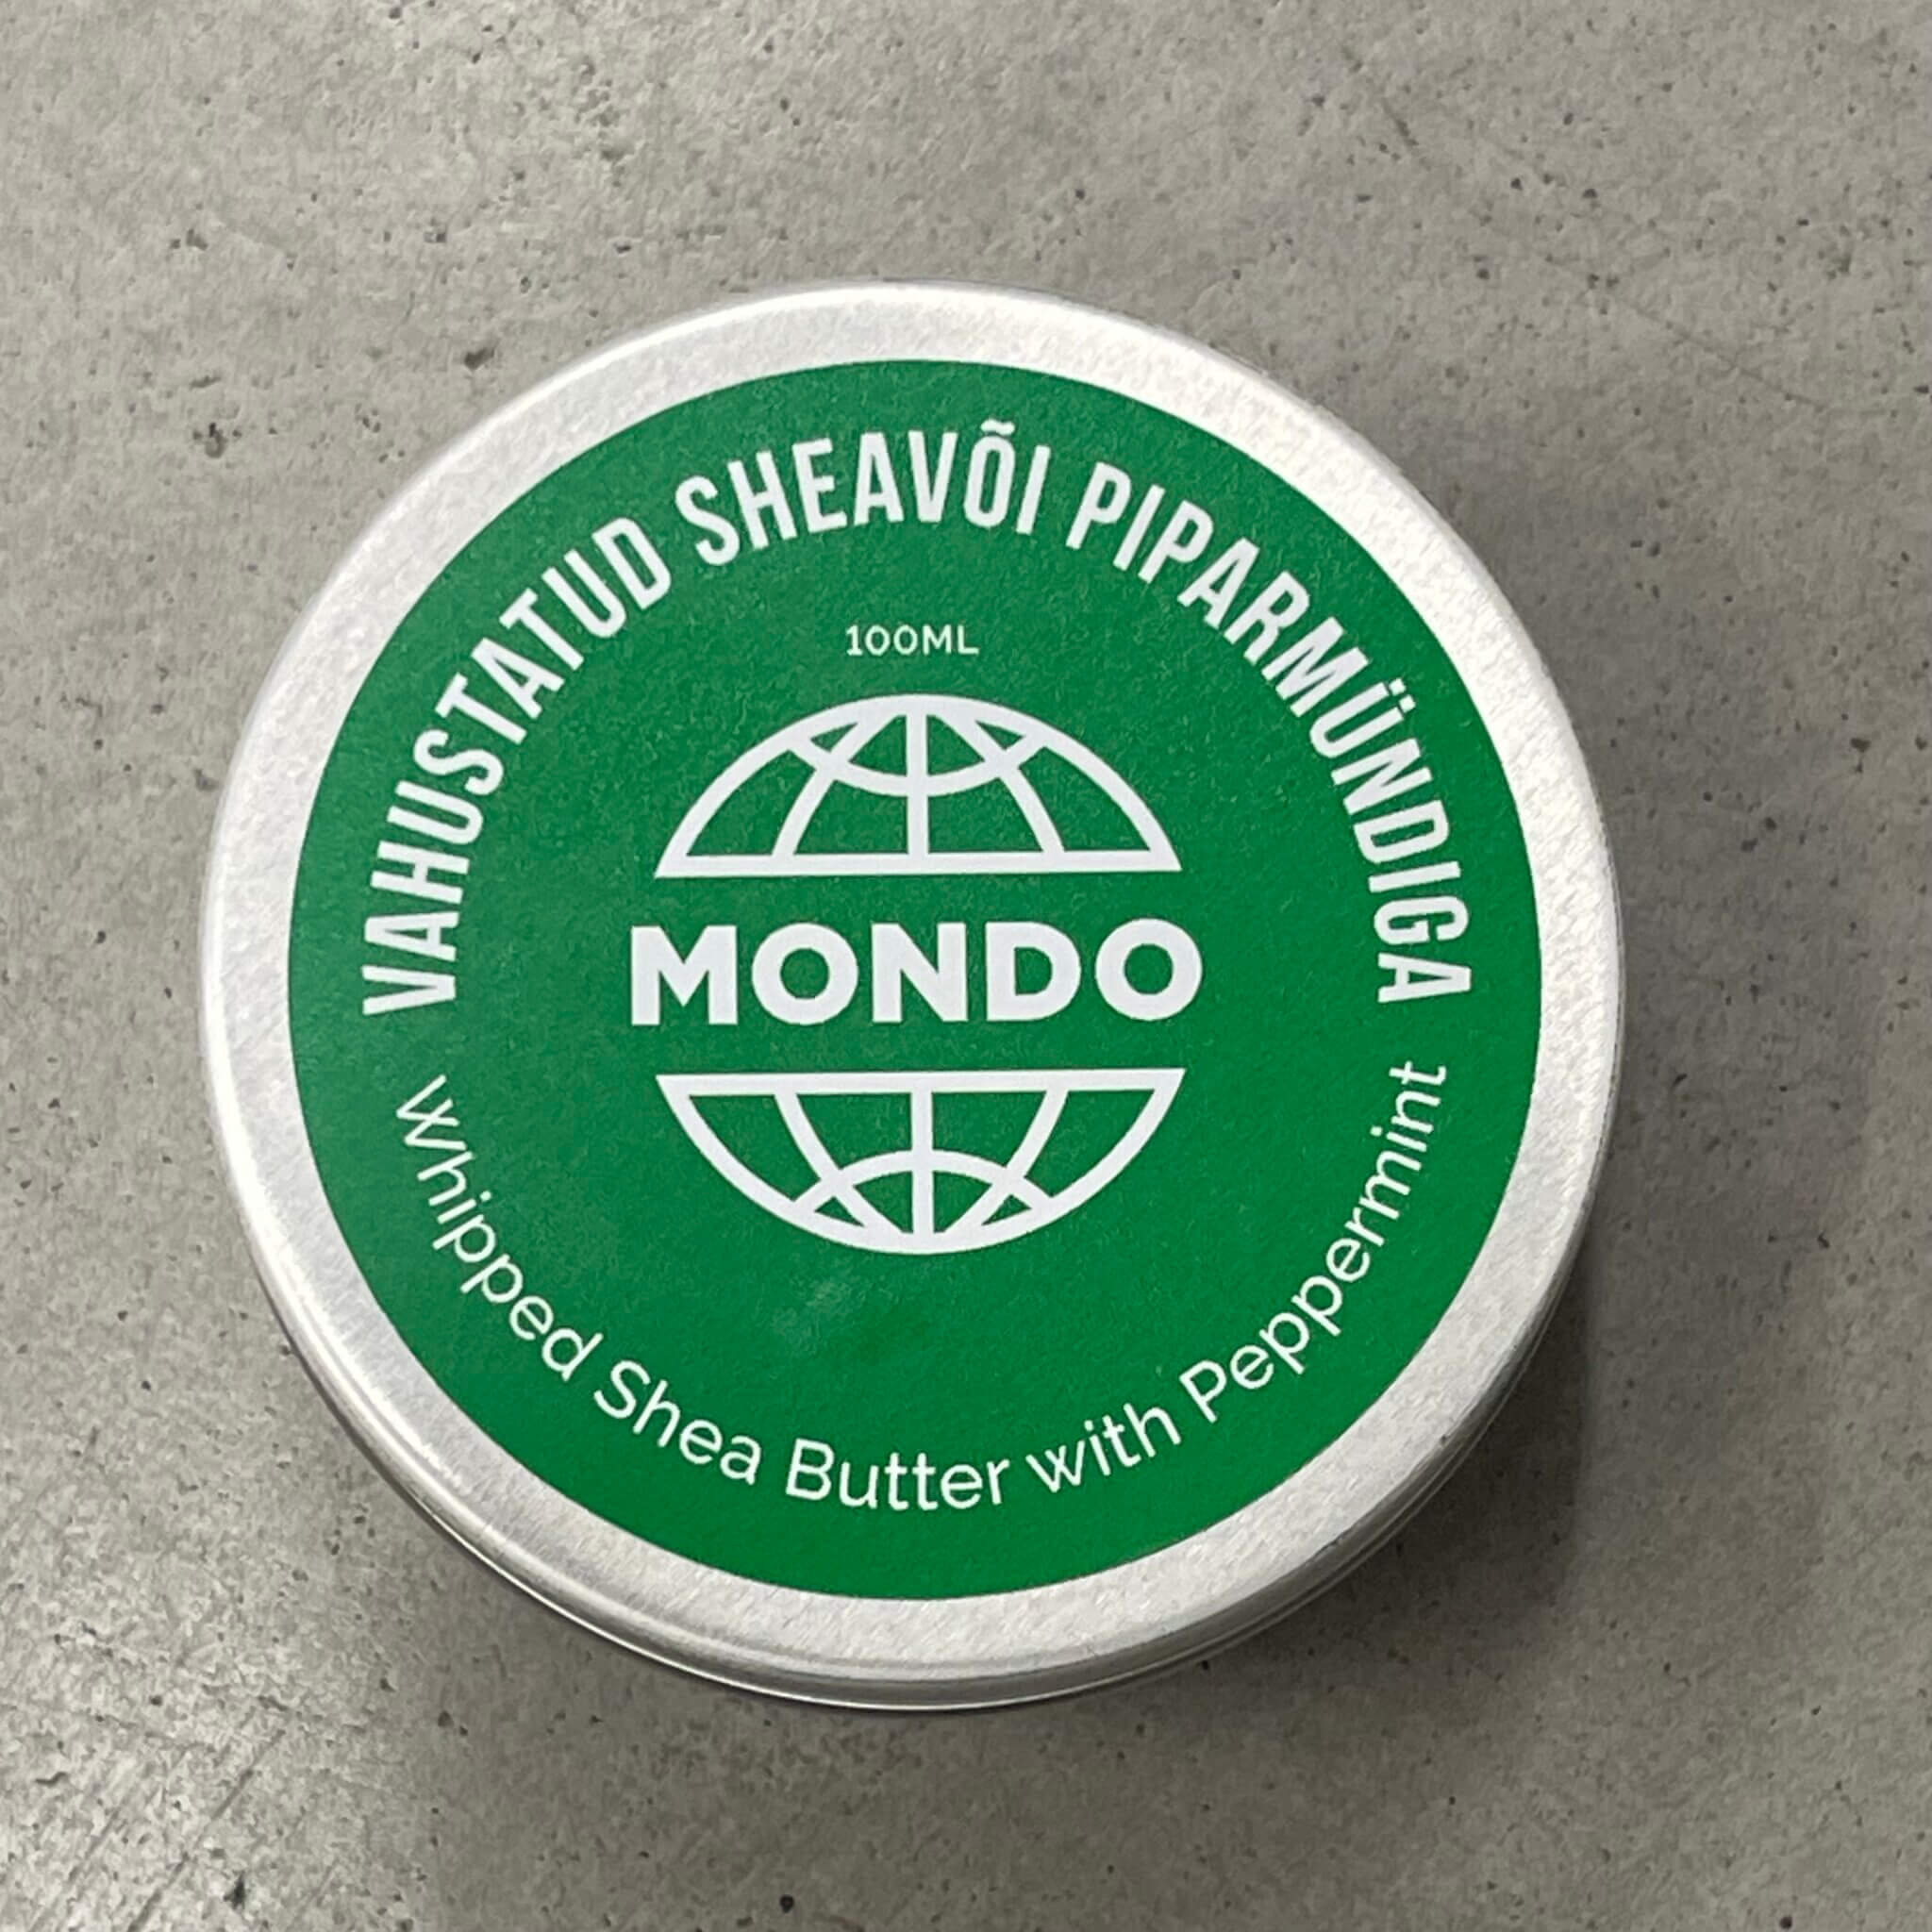 VAHUSTATUD SHEAVÕI PIPARMÜNDIGA
100ML
MONDO
Whipped Shea Butter with Peppermint